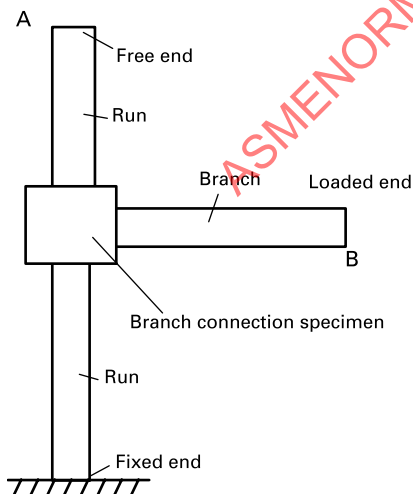 A
Free end
Run
ASMENORM
Branch
Loaded end
B
Branch connection specimen
Run
Fixed end